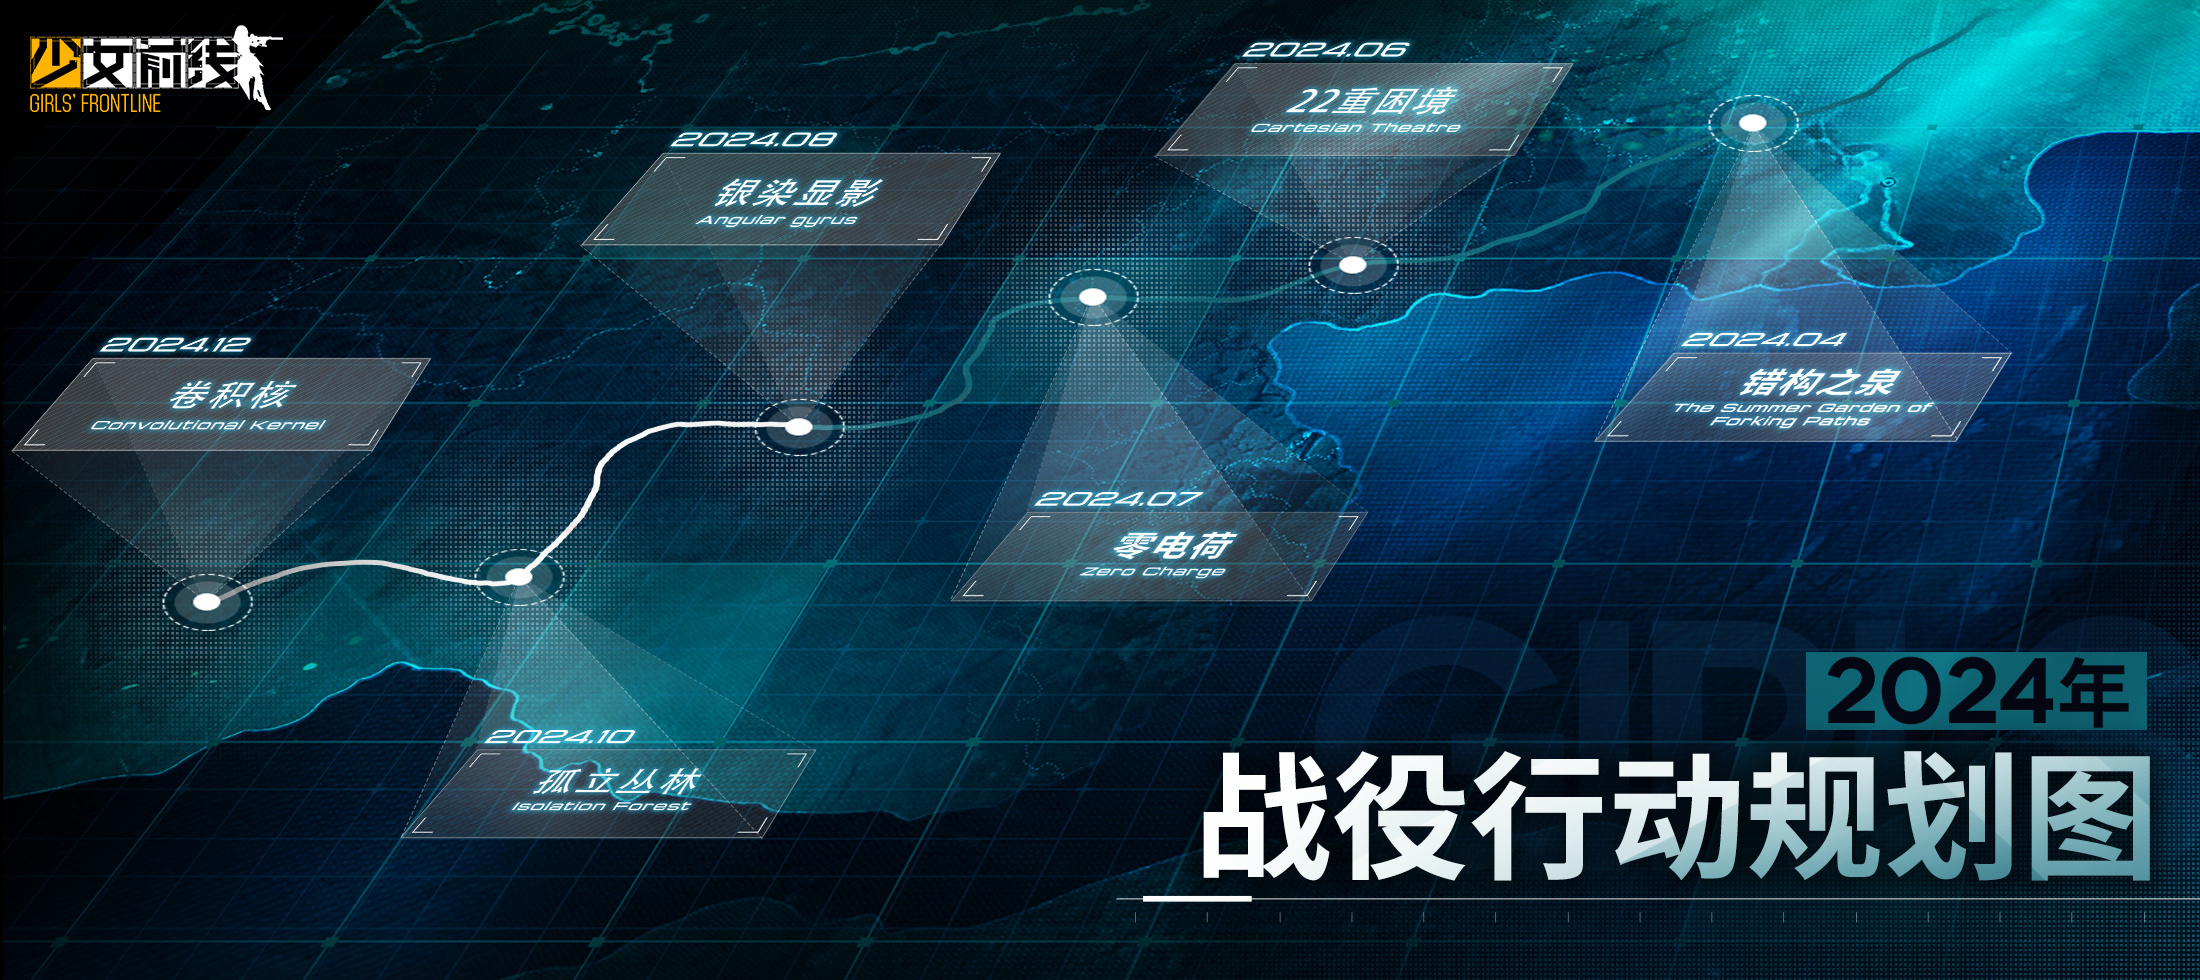 少女前线
GIRLS' FRONTLINE
2024.06
22重困境
Cartesian Theatre
2024.08
银染显影
Angular gyrus
2024.12
卷积核
Convolutional Kernel
2024.04
错构之泉
The Summer Garden of
Forking Paths
2024.07
零电荷
Zero Charge
2024.10
孤立丛林
Isolation Forest
2024年
战役行动规划图